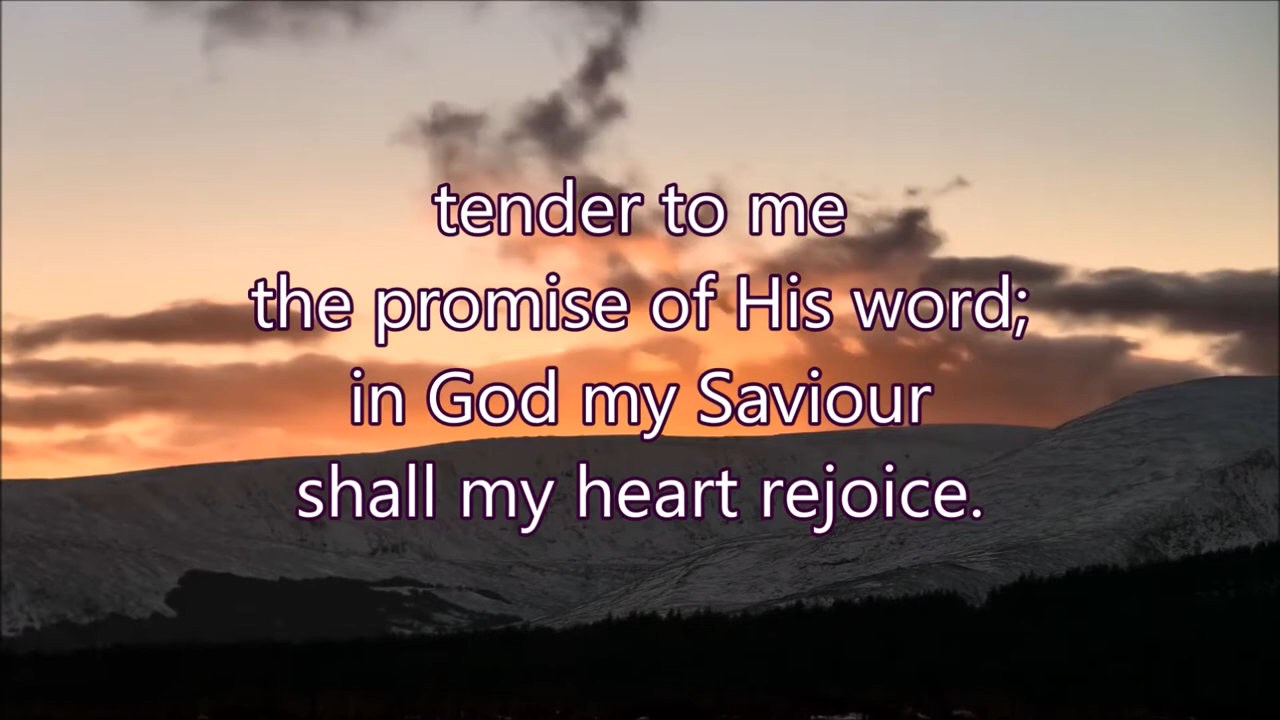 tender to me
the promise of His word;
in God my Saviour
shall my heart rejoice.